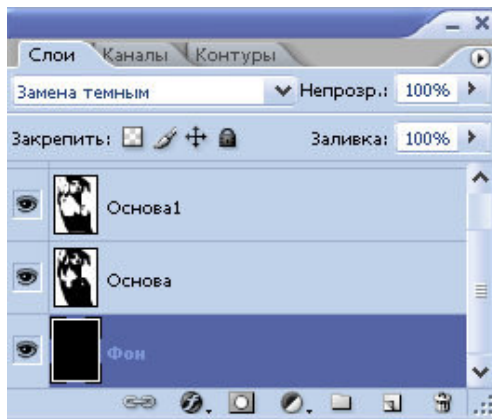 Слои Каналы Контуры
Замена темным Непрозр.: 100%
Закрепить: Заливка: 100%
Основа1
Основа
Фон